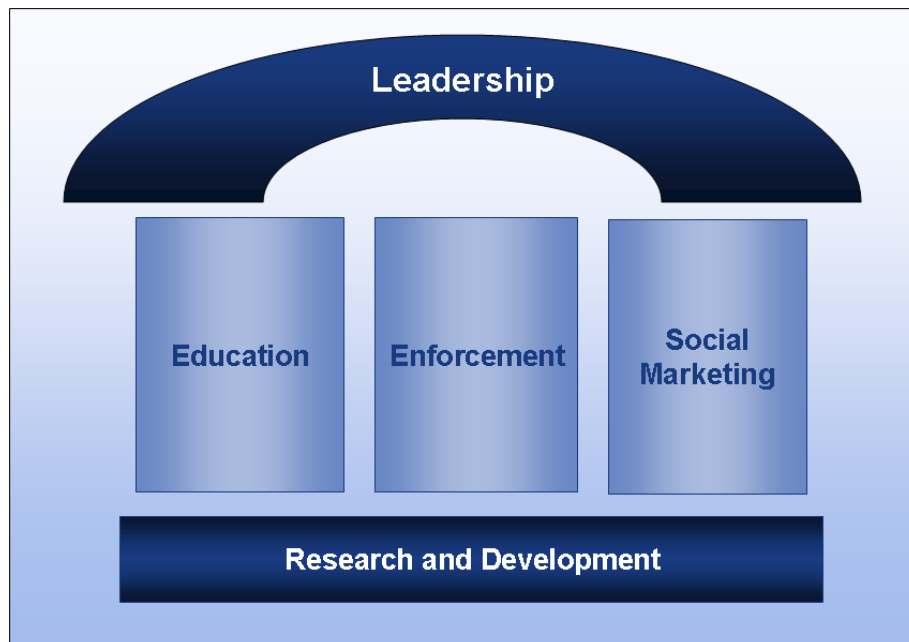 Leadership
Education
Enforcement
Social
Marketing
Research and Development